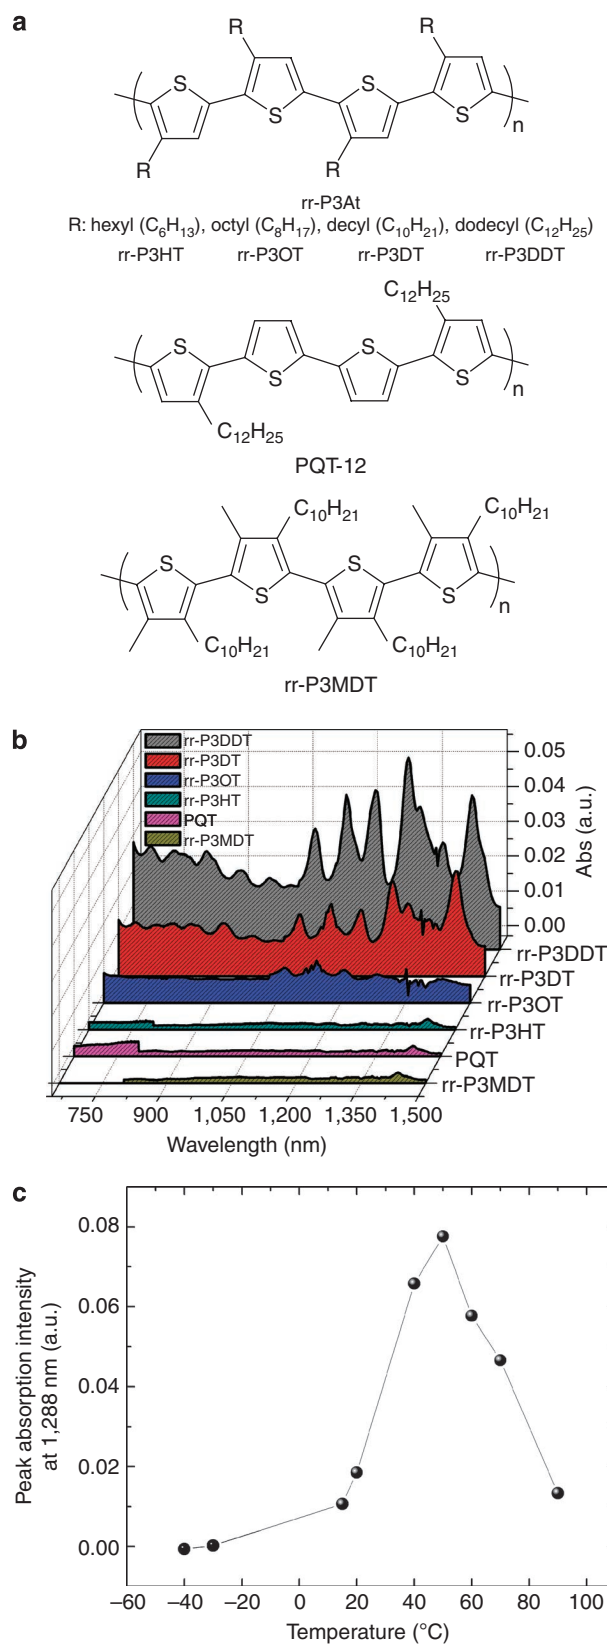 a
R
R
S
S
S
S
n
R
R
rr-P3At
R: hexyl (C6H13), octyl (C8H17), decyl (C10H21), dodecyl (C12H25)
rr-P3HT rr-P3OT rr-P3DT rr-P3DDT
C12H25
S
S
S
S
n
C12H25
PQT-12
C10H21
C10H21
S
S
S
S
n
C10H21
C10H21
rr-P3MDT
b
rr-P3DDT
rr-P3DT
rr-P3OT
rr-P3HT
PQT
rr-P3MDT
0.05
0.04
0.03
0.02
0.01
0.00
Abs (a.u.)
rr-P3DDT
rr-P3DT
rr-P3OT
rr-P3HT
PQT
rr-P3MDT
750 900 1,050 1,200 1,350 1,500
Wavelength (nm)
c
0.08
0.06
0.04
0.02
0.00
Peak absorption intensity
at 1,288 nm (a.u.)
–60 –40 –20 0 20 40 60 80 100
Temperature (°C)